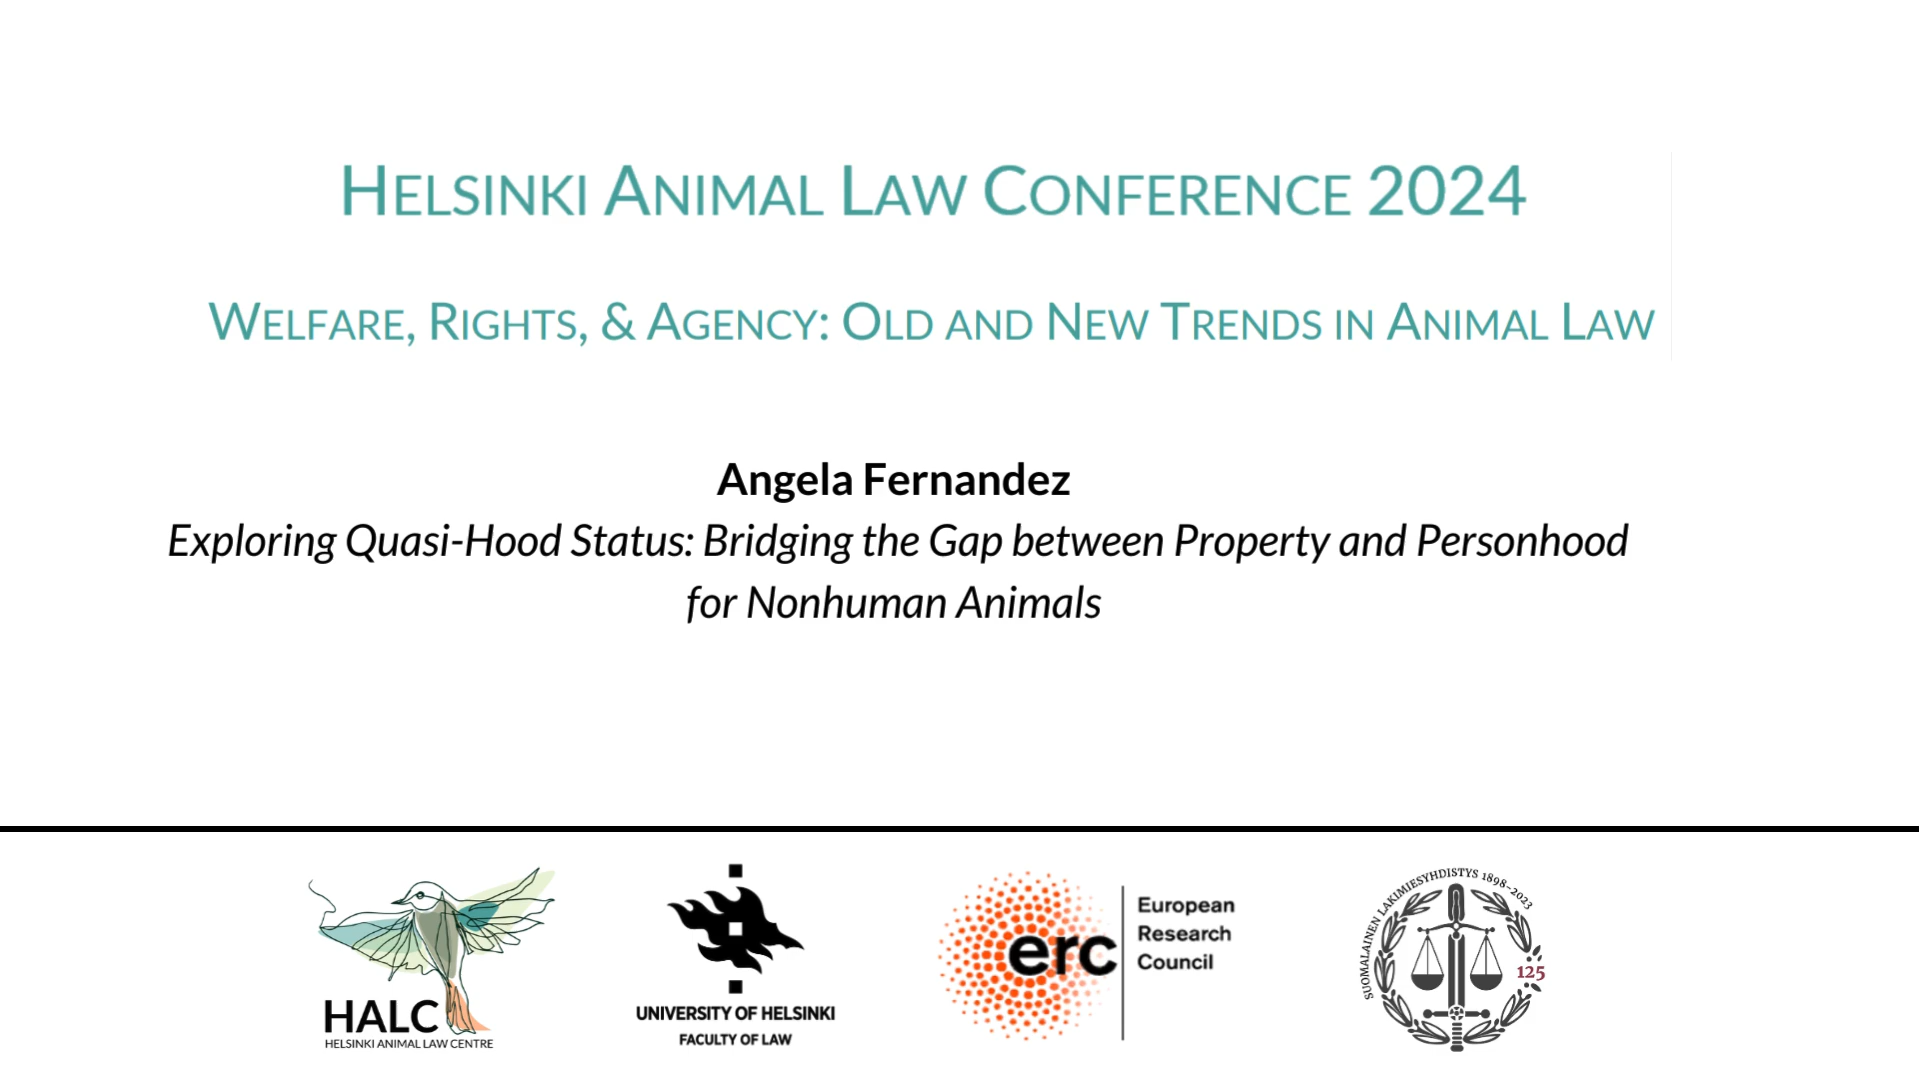 HELSINKI ANIMAL LAW CONFERENCE 2024
WELFARE, RIGHTS, & AGENCY: OLD AND NEW TRENDS IN ANIMAL LAW
Angela Fernandez
Exploring Quasi-Hood Status: Bridging the Gap between Property and Personhood
for Nonhuman Animals
HALC
HELSINKI ANIMAL LAW CENTRE
UNIVERSITY OF HELSINKI
FACULTY OF LAW
erc
European
Research
Council
SUOMALAINEN LAKIMIESYHDISTYS 1898–2023
125